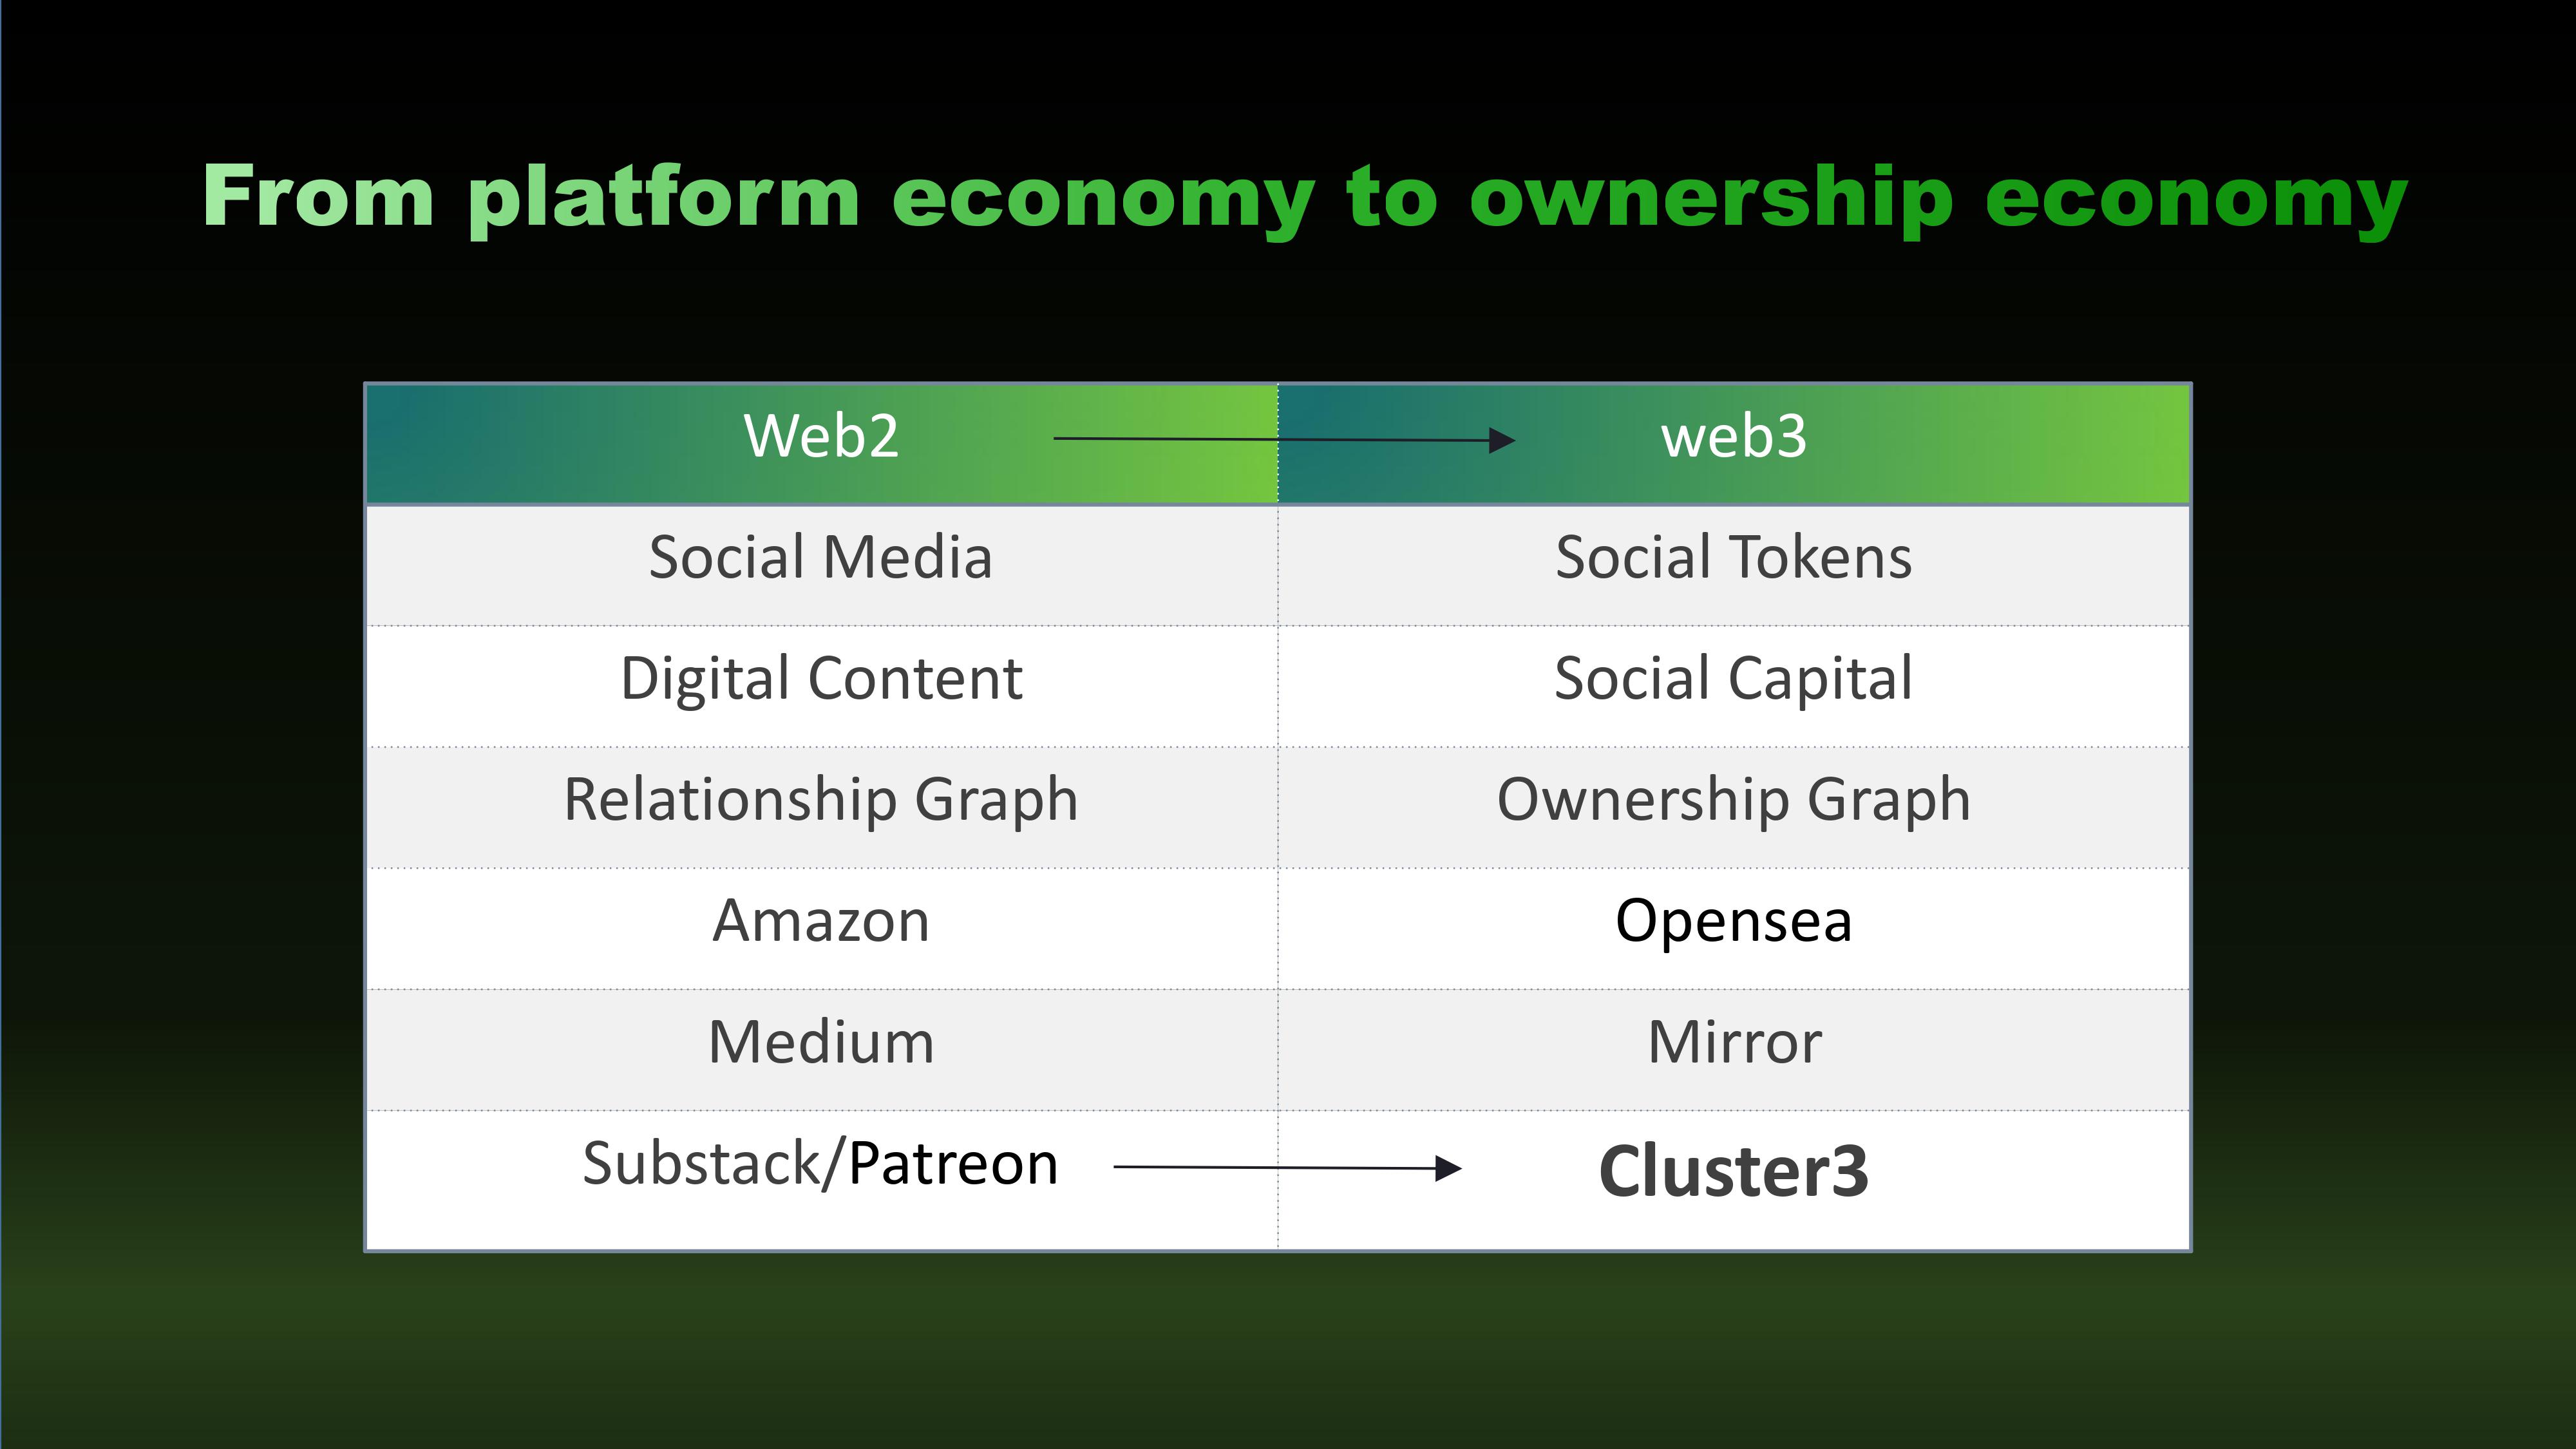 From platform economy to ownership economy
Web2 web3
Social Media Social Tokens
Digital Content Social Capital
Relationship Graph Ownership Graph
Amazon Opensea
Medium Mirror
Substack/Patreon Cluster3